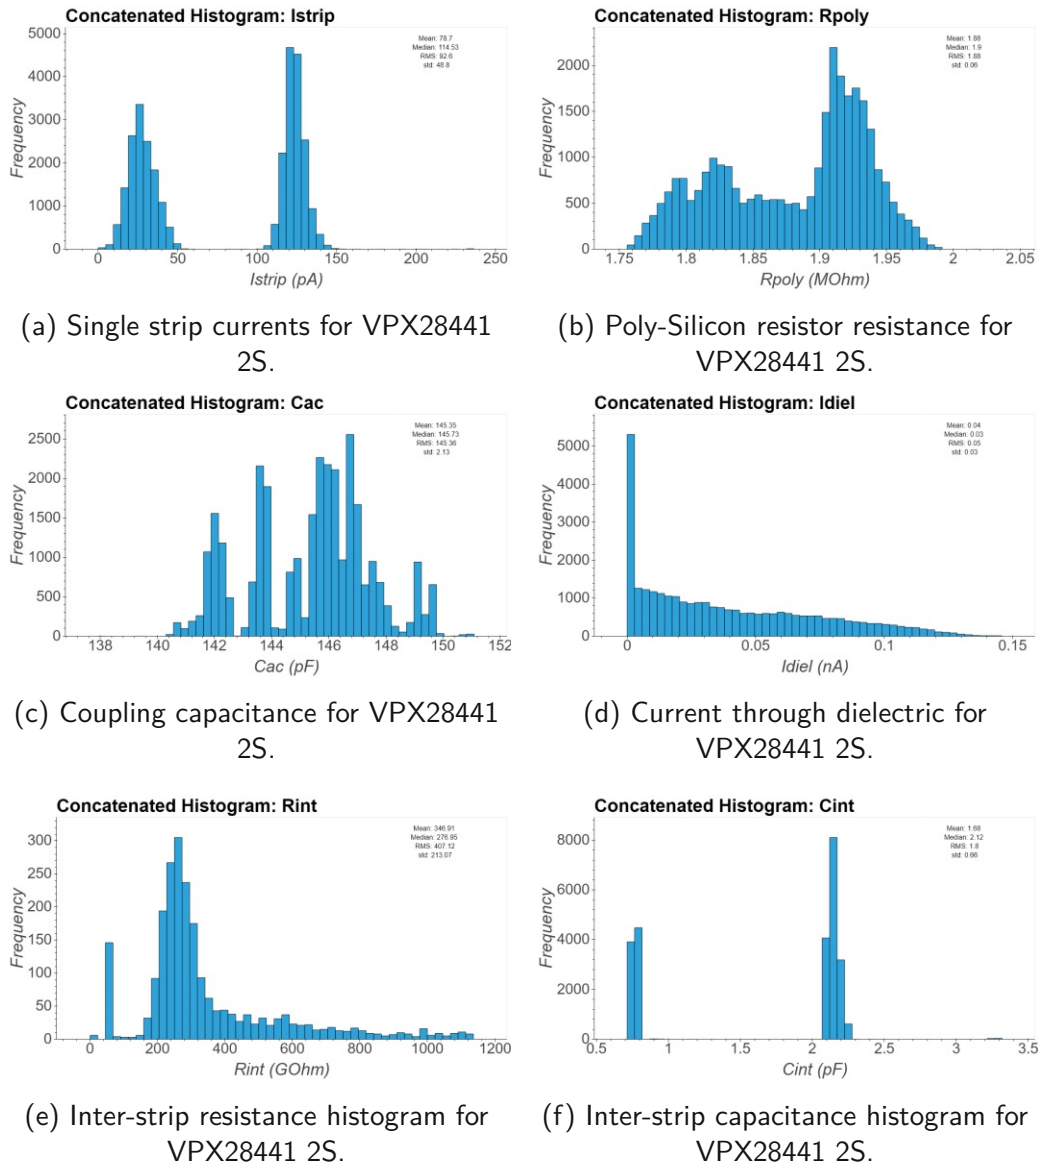 Concatenated Histogram: Istrip
Mean: 78.7
Median: 114.53
RMS: 92.6
std: 48.8
5000
4000
3000
2000
1000
0
Frequency
0 50 100 150 200 250
Istrip (pA)
(a) Single strip currents for VPX28441
2S.
Concatenated Histogram: Rpoly
Mean: 1.88
Median: 1.9
RMS: 1.88
std: 0.06
2000
1500
1000
500
0
Frequency
1.75 1.8 1.85 1.9 1.95 2 2.05
Rpoly (MOhm)
(b) Poly-Silicon resistor resistance for
VPX28441 2S.
Concatenated Histogram: Cac
Mean: 145.35
Median: 145.73
RMS: 145.36
std: 2.13
2500
2000
1500
1000
500
0
Frequency
138 140 142 144 146 148 150 152
Cac (pF)
(c) Coupling capacitance for VPX28441
2S.
Concatenated Histogram: Idiel
Mean: 0.04
Median: 0.03
RMS: 0.05
std: 0.03
5000
4000
3000
2000
1000
0
Frequency
0 0.05 0.1 0.15
Idiel (nA)
(d) Current through dielectric for
VPX28441 2S.
Concatenated Histogram: Rint
Mean: 346.91
Median: 276.95
RMS: 407.12
std: 213.07
300
250
200
150
100
50
0
Frequency
0 200 400 600 800 1000 1200
Rint (GOhm)
(e) Inter-strip resistance histogram for
VPX28441 2S.
Concatenated Histogram: Cint
Mean: 1.68
Median: 2.12
RMS: 1.8
std: 0.66
8000
6000
4000
2000
0
Frequency
0.5 1 1.5 2 2.5 3 3.5
Cint (pF)
(f) Inter-strip capacitance histogram for
VPX28441 2S.